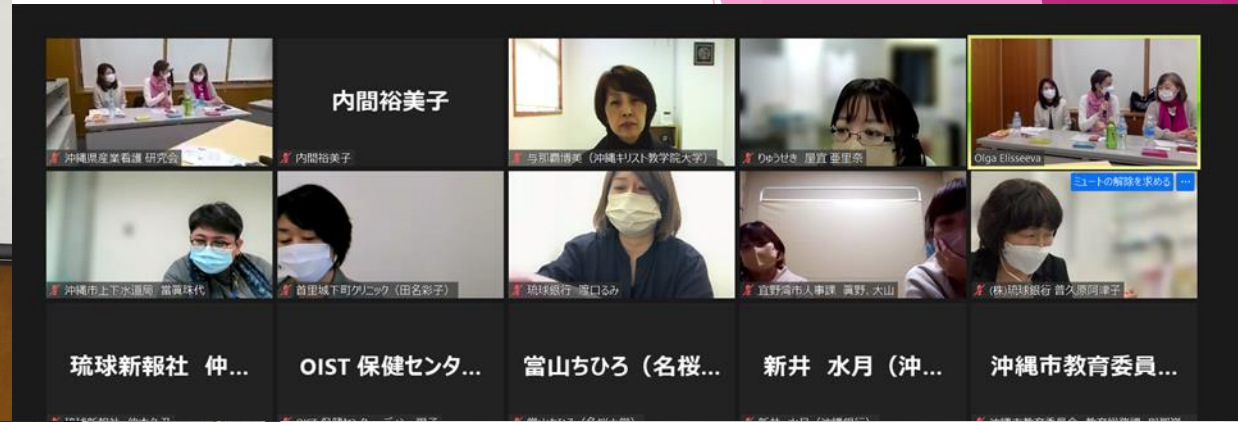 内間裕美子
沖縄県産業看護 研究会
内間裕美子
与那覇博美（沖縄キリスト教学院大学）
りゅうせき 屋宜 亜里奈
Olga Elisseeva
ミュートの解除を求める ...
沖縄市上下水道局 當眞珠代
首里城下町クリニック（田名彩子）
琉球銀行 渡口るみ
宜野湾市人事課 眞野、大山
(株)琉球銀行 普久原阿津子
琉球新報社 仲...
OIST 保健センタ...
當山ちひろ（名桜...
新井 水月（沖...
沖縄市教育委員...